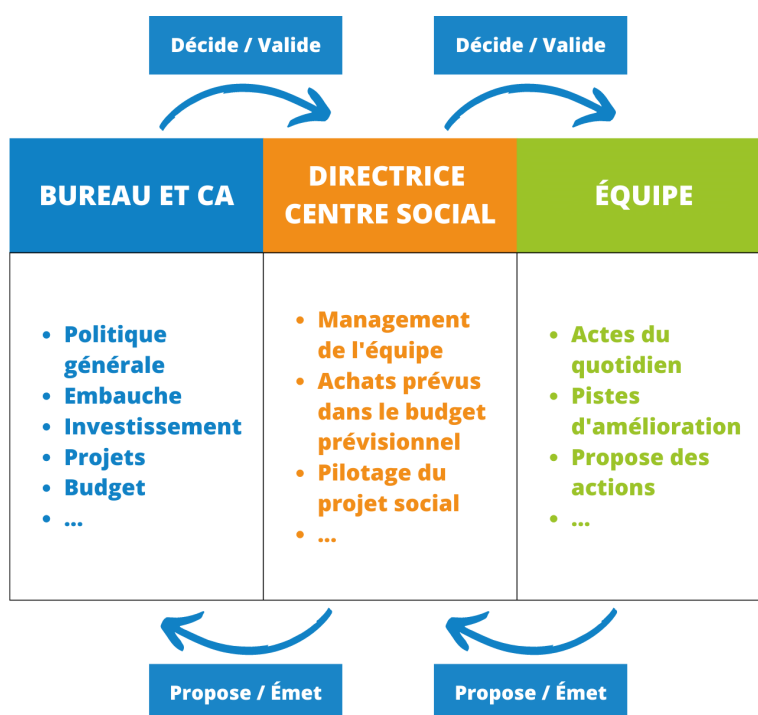 Décide / Valide
Décide / Valide
BUREAU ET CA
DIRECTRICE
CENTRE SOCIAL
ÉQUIPE
• Politique
générale
• Embauche
• Investissement
• Projets
• Budget
• ...
• Management
de l'équipe
• Achats prévus
dans le budget
prévisionnel
• Pilotage du
projet social
• ...
• Actes du
quotidien
• Pistes
d'amélioration
• Propose des
actions
• ...
Propose / Émet
Propose / Émet